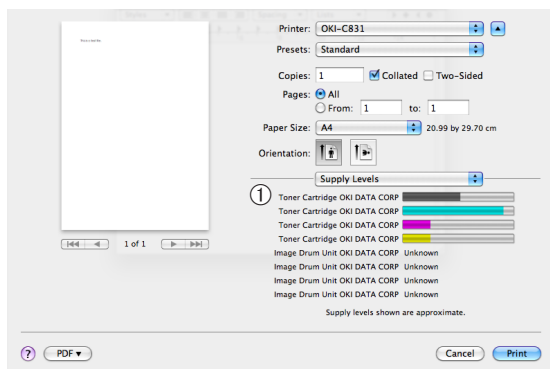 Printer: OKI-C831
Presets: Standard
Copies: 1 Collated Two-Sided
Pages: All
From: 1 to: 1
Paper Size: A4 20.99 by 29.70 cm
Orientation:
Supply Levels
①
Toner Cartridge OKI DATA CORP
Toner Cartridge OKI DATA CORP
Toner Cartridge OKI DATA CORP
Toner Cartridge OKI DATA CORP
1 of 1
Image Drum Unit OKI DATA CORP Unknown
Image Drum Unit OKI DATA CORP Unknown
Image Drum Unit OKI DATA CORP Unknown
Image Drum Unit OKI DATA CORP Unknown
Supply levels shown are approximate.
? PDF▼ Cancel Print